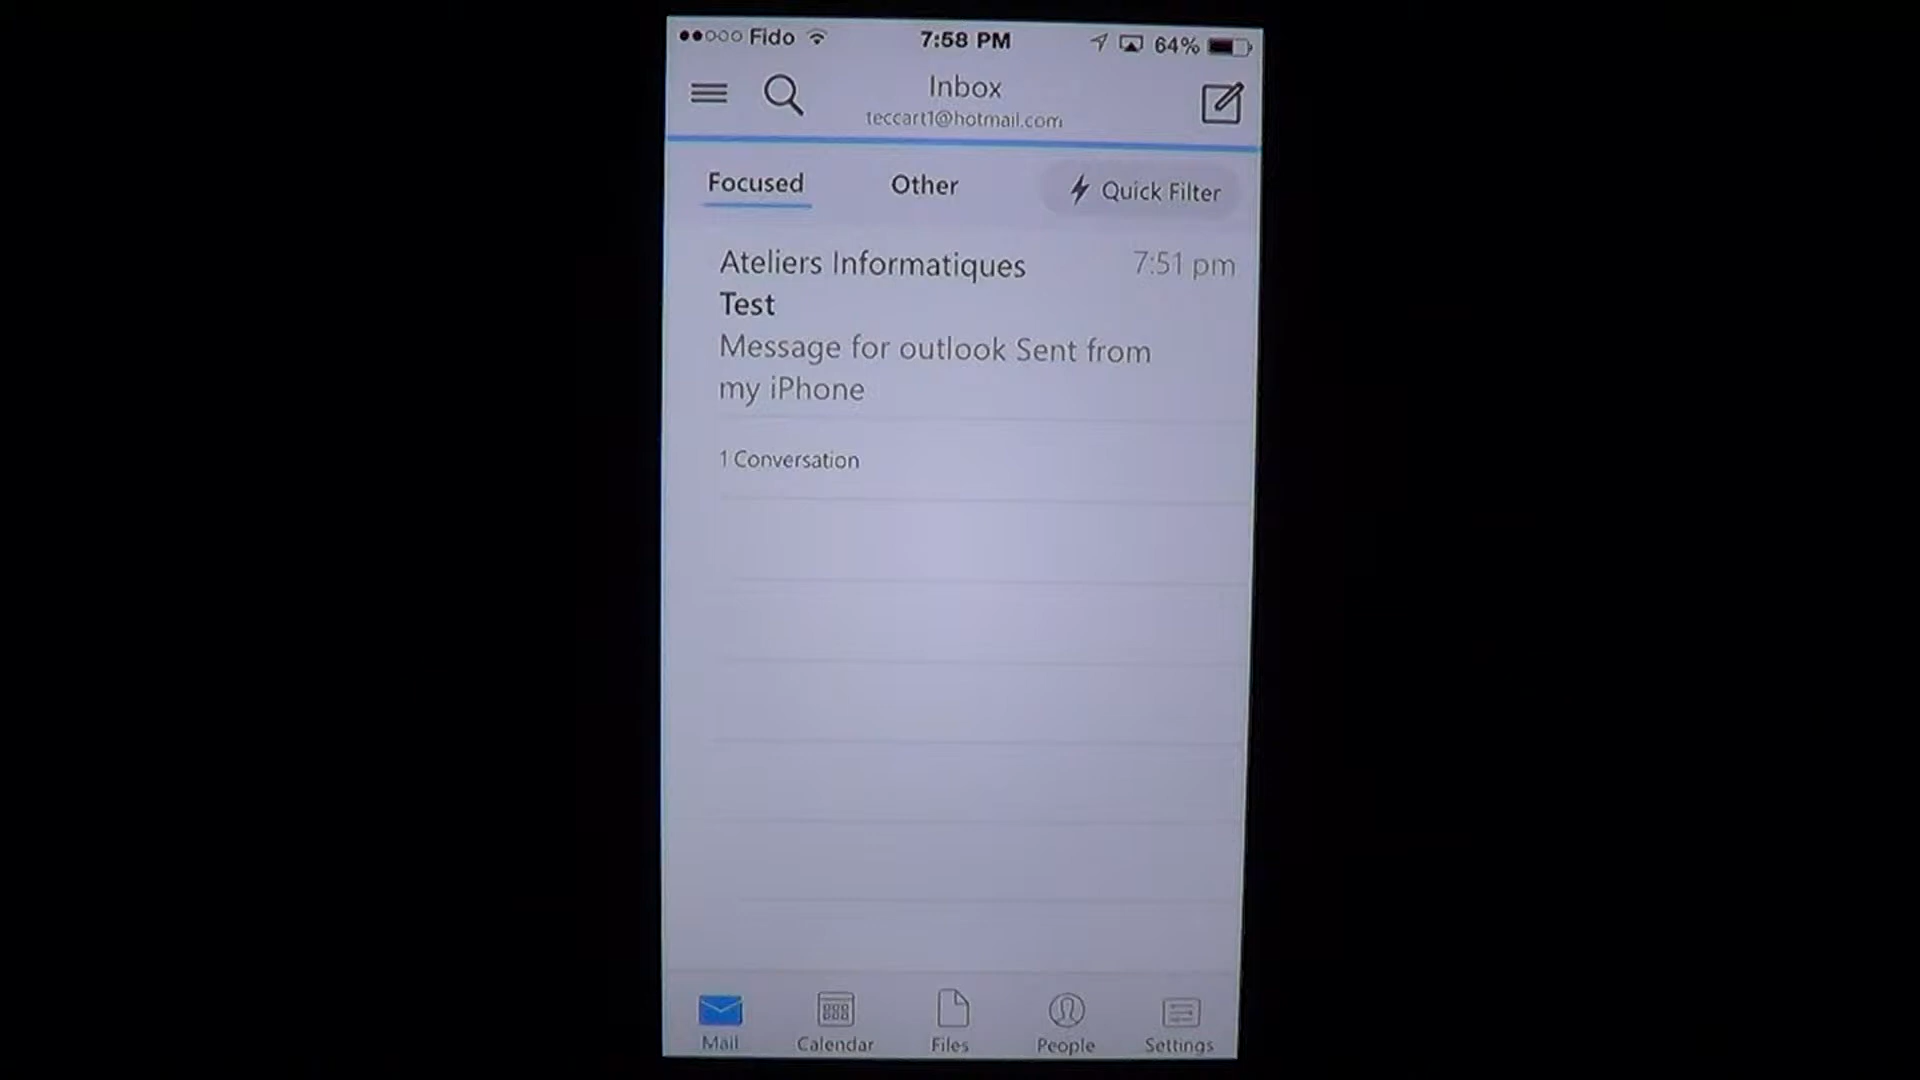 Fido 7:58 PM 64%
Inbox
teccart1@hotmail.com
Focused Other Quick Filter
Ateliers Informatiques 7:51 pm
Test
Message for outlook Sent from
my iPhone
1 Conversation
Mail Calendar Files People Settings